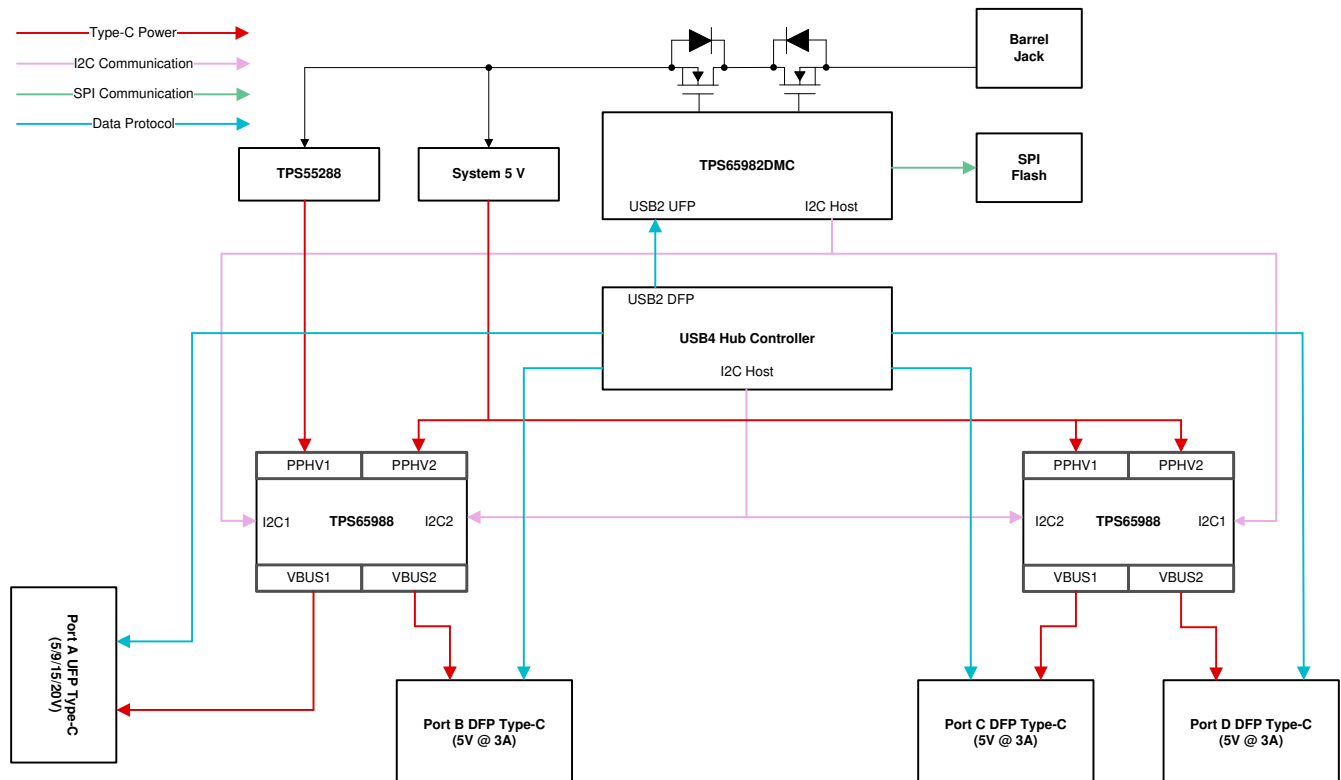 Type-C Power
I2C Communication
SPI Communication
Data Protocol
Barrel
Jack
TPS55288
System 5 V
TPS65982DMC
USB2 UFP
I2C Host
SPI
Flash
USB2 DFP
USB4 Hub Controller
I2C Host
PPHV1
PPHV2
I2C1
TPS65988
I2C2
VBUS1
VBUS2
PPHV1
PPHV2
I2C2
TPS65988
I2C1
VBUS1
VBUS2
Port A UFP Type-C
(5/9/15/20V)
Port B DFP Type-C
(5V @ 3A)
Port C DFP Type-C
(5V @ 3A)
Port D DFP Type-C
(5V @ 3A)